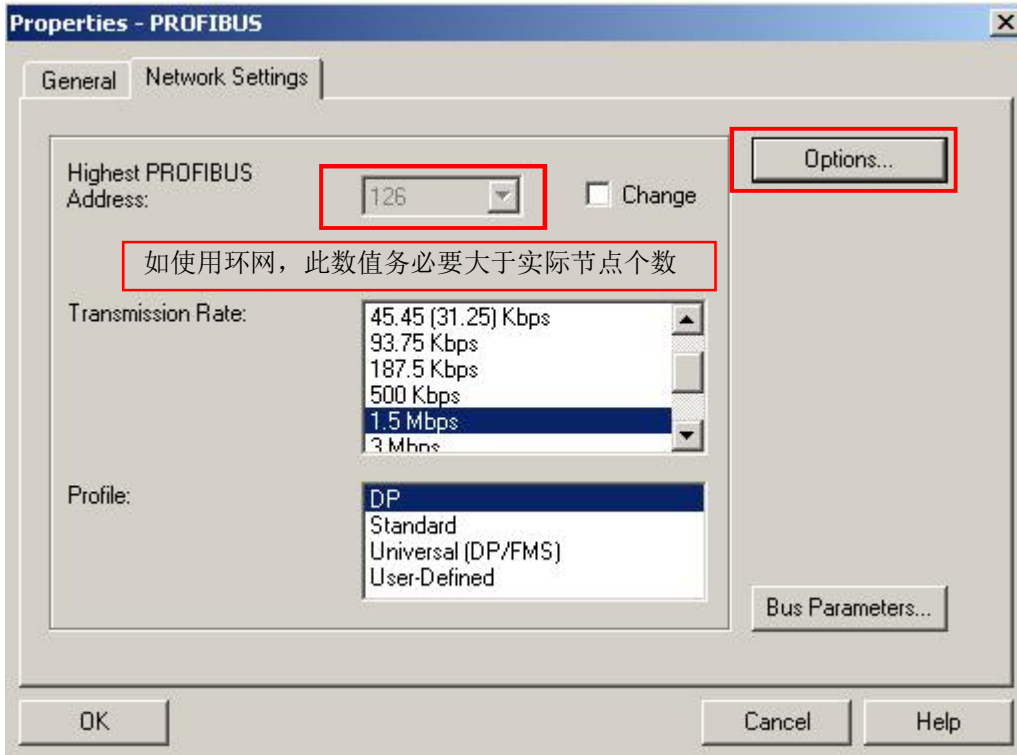 Properties - PROFIBUS
General
Network Settings
Options...
Highest PROFIBUS
Address:
126
Change
如使用环网，此数值务必要大于实际节点个数
Transmission Rate:
45.45 (31.25) Kbps
93.75 Kbps
187.5 Kbps
500 Kbps
1.5 Mbps
3 Mbps
Profile:
DP
Standard
Universal (DP/FMS)
User-Defined
Bus Parameters...
OK
Cancel
Help